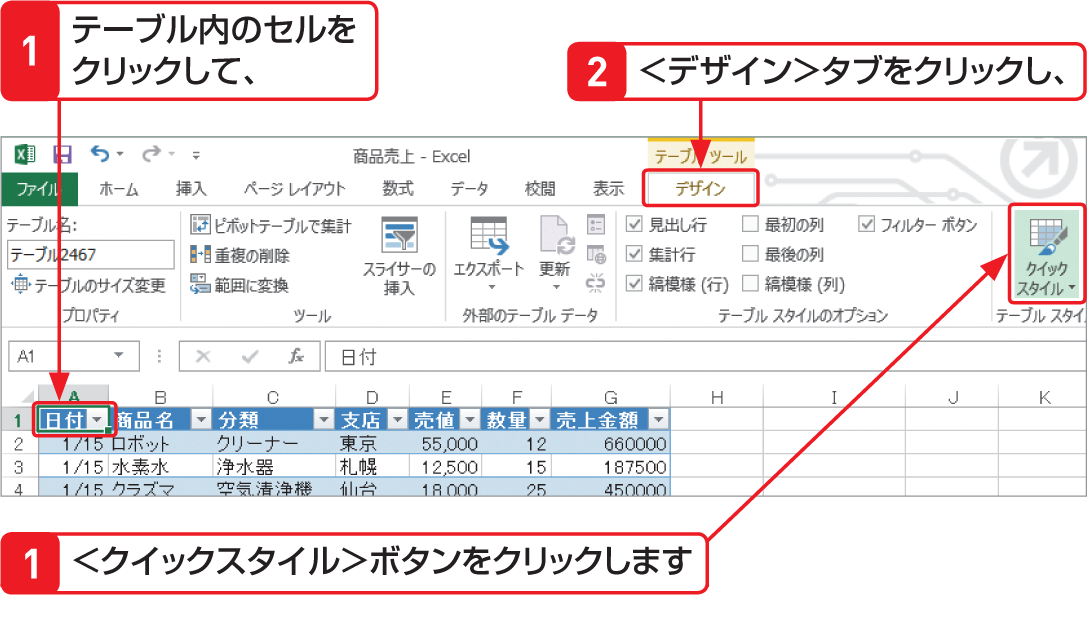 1 テーブル内のセルを
クリックして、
2 <デザイン>タブをクリックし、
商品売上 - Excel
テーブル ツール
ファイル ホーム 挿入 ページ レイアウト 数式 データ 校閲 表示 デザイン
テーブル名:
テーブル2467
テーブルのサイズ変更
プロパティ
ピボットテーブルで集計
重複の削除
範囲に変換
ツール
スライサーの
挿入
エクスポート 更新
外部のテーブル データ
見出し行 最初の列 フィルター ボタン
集計行 最後の列
縞模様 (行) 縞模様 (列)
テーブル スタイルのオプション
クイック
スタイル
テーブル スタイ
A1 fx 日付
A B C D E F G H I J K
1 日付 商品名 分類 支店 売値 数量 売上金額
2 1/15 ロボット クリーナー 東京 55,000 12 660000
3 1/15 水素水 浄水器 札幌 12,500 15 187500
4 1/15 クラズマ 空気清浄機 仙台 18,000 25 450000
1 <クイックスタイル>ボタンをクリックします